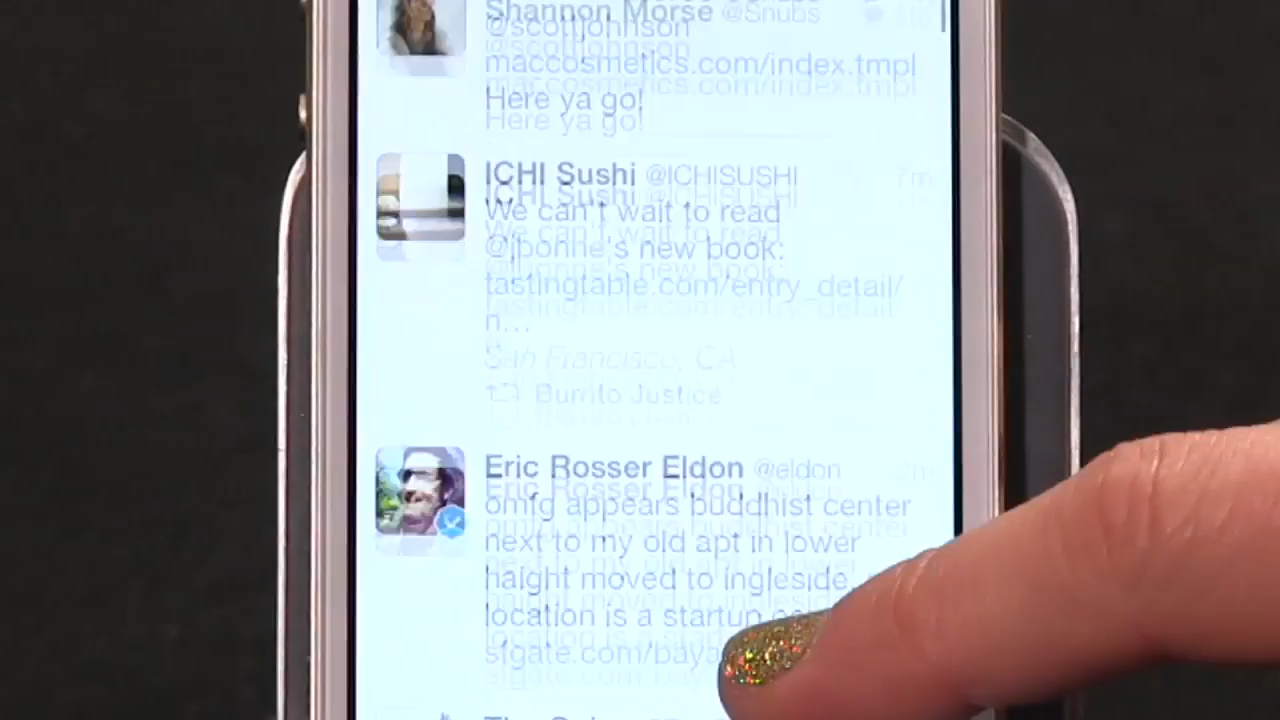 Shannon Morse @Snubs
@scottjohnson
maccosmetics.com/index.tmpl
Here ya go!
ICHI Sushi @ICHISUSHI 7m
We can't wait to read
@jbonne's new book:
tastingtable.com/entry_detail/
n...
San Francisco, CA
Burrito Justice
Eric Rosser Eldon @eldon
omfg appears buddhist center
next to my old apt in lower
haight moved to ingleside,
location is a startup
sfgate.com/baya